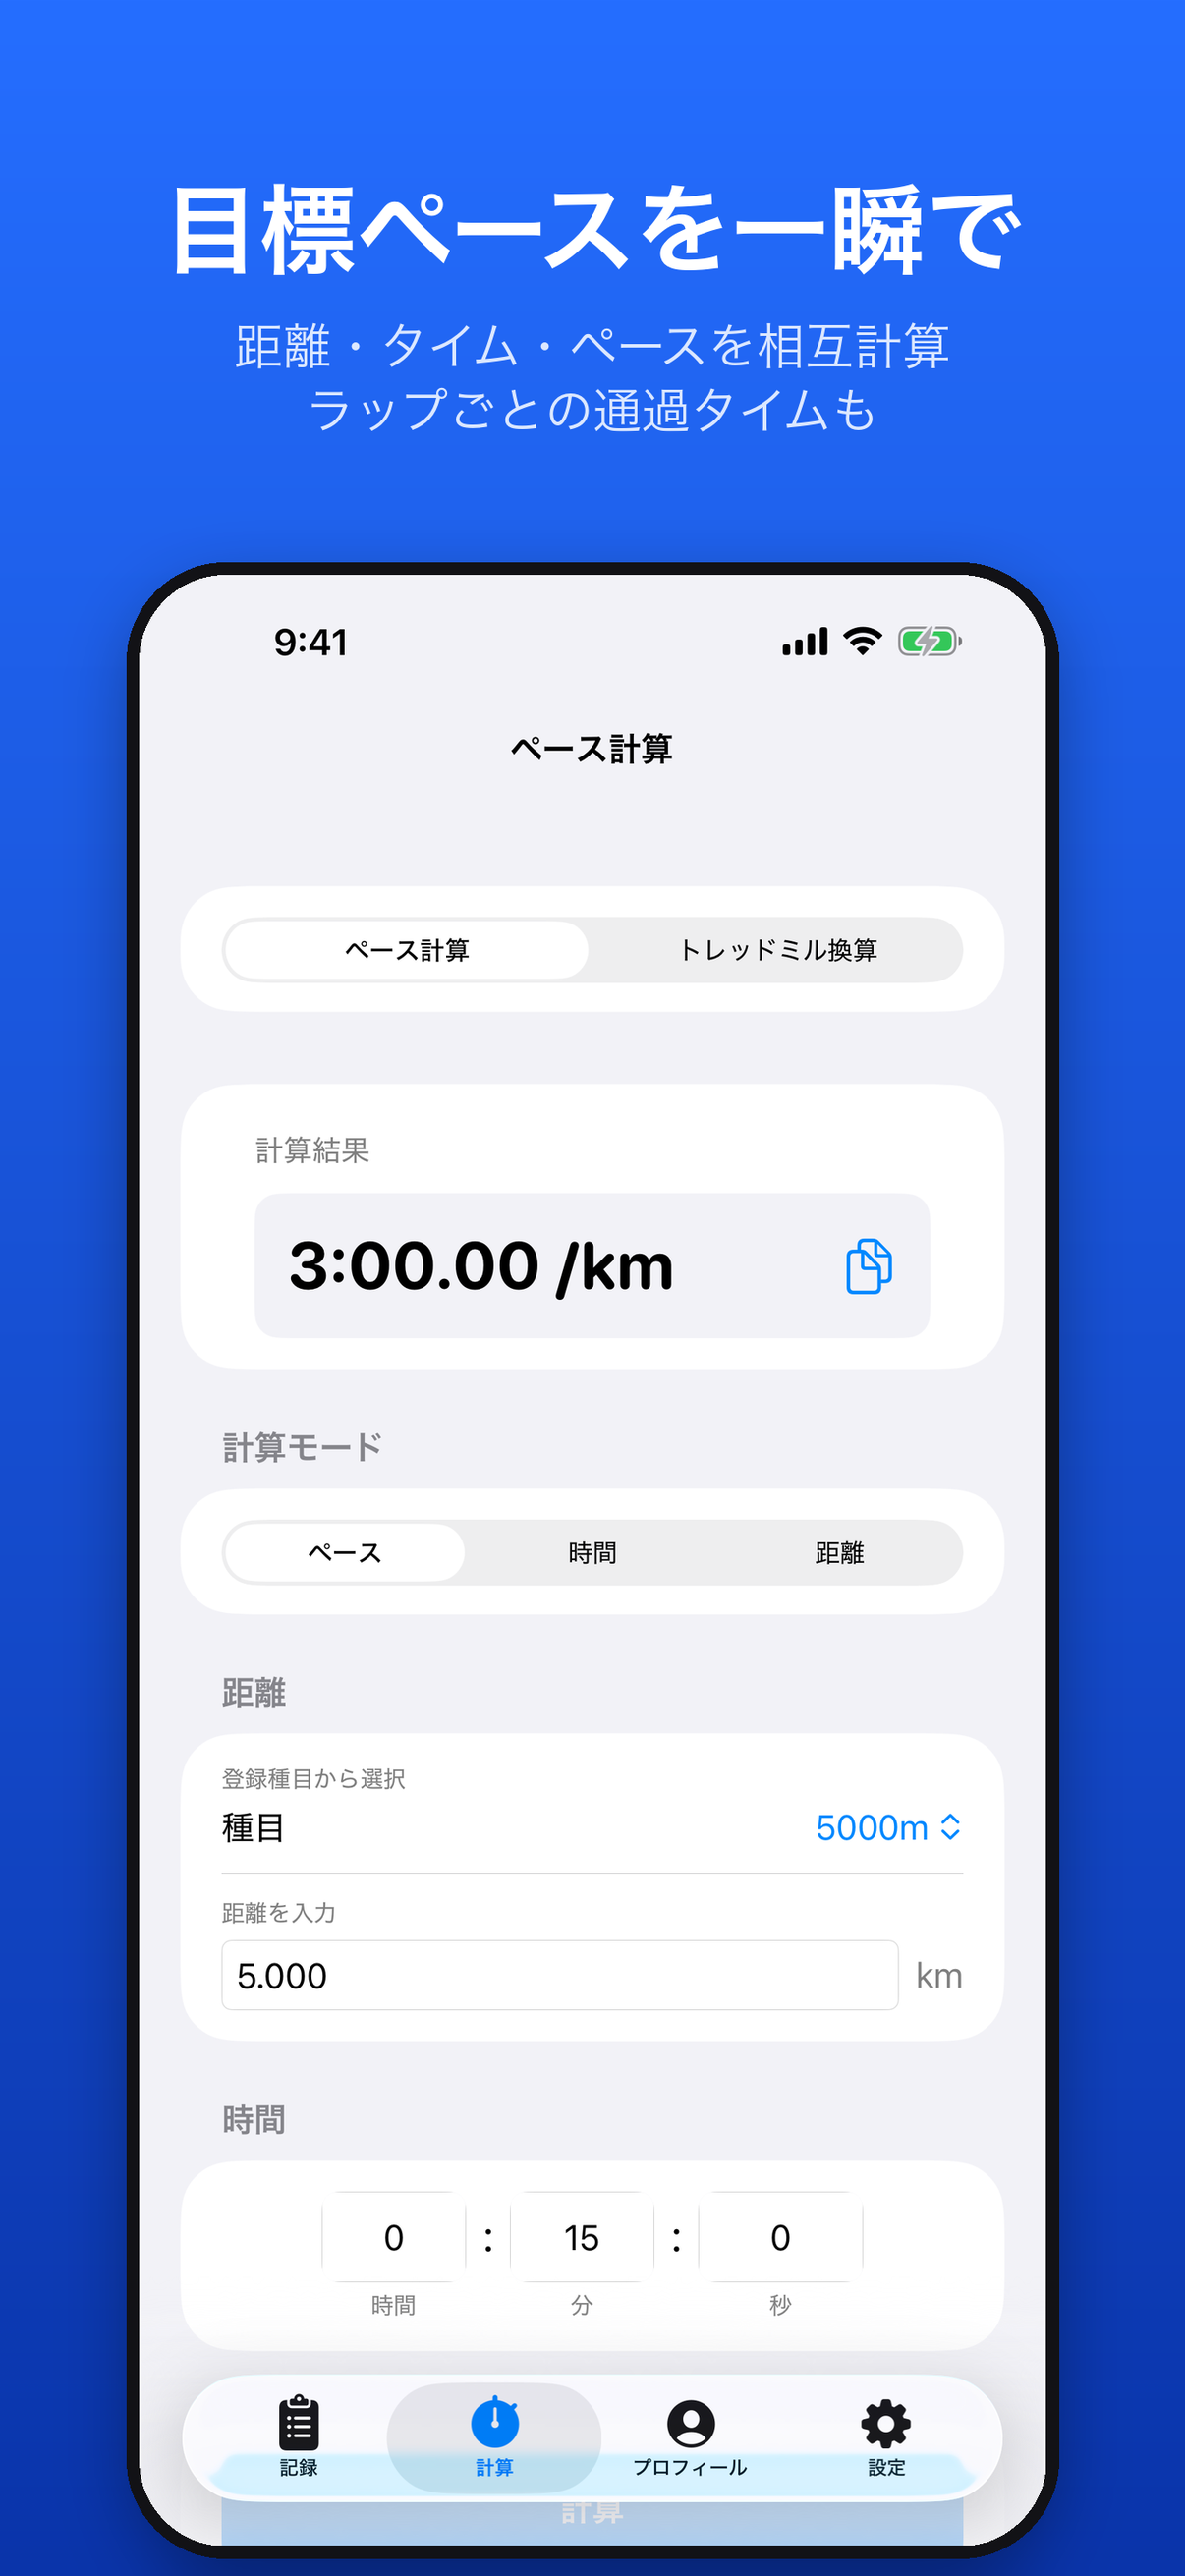 目標ペースを一瞬で
距離・タイム・ペースを相互計算
ラップごとの通過タイムも
9:41
ペース計算
ペース計算 トレッドミル換算
計算結果
3:00.00 /km
計算モード
ペース 時間 距離
距離
登録種目から選択
種目 5000m
距離を入力
5.000 km
時間
0 : 15 : 0
時間 分 秒
記録 計算 プロフィール 設定
計算